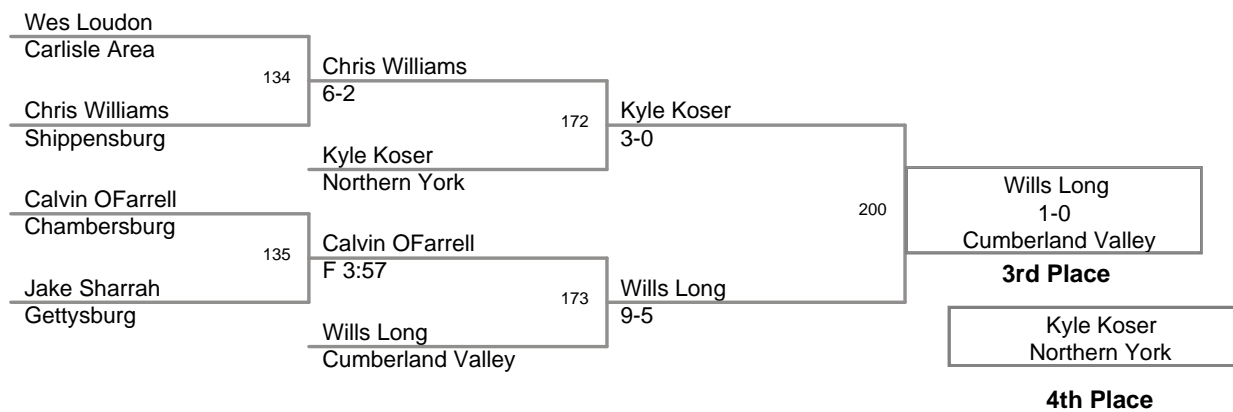 Wes Loudon
Carlisle Area
134
Chris Williams
6-2
Chris Williams
Shippensburg
172
Kyle Koser
3-0
Kyle Koser
Northern York
Calvin OFarrell
Chambersburg
200
Wills Long
1-0
Cumberland Valley
3rd Place
135
Calvin OFarrell
F 3:57
Jake Sharrah
Gettysburg
173
Wills Long
9-5
Wills Long
Cumberland Valley
Kyle Koser
Northern York
4th Place